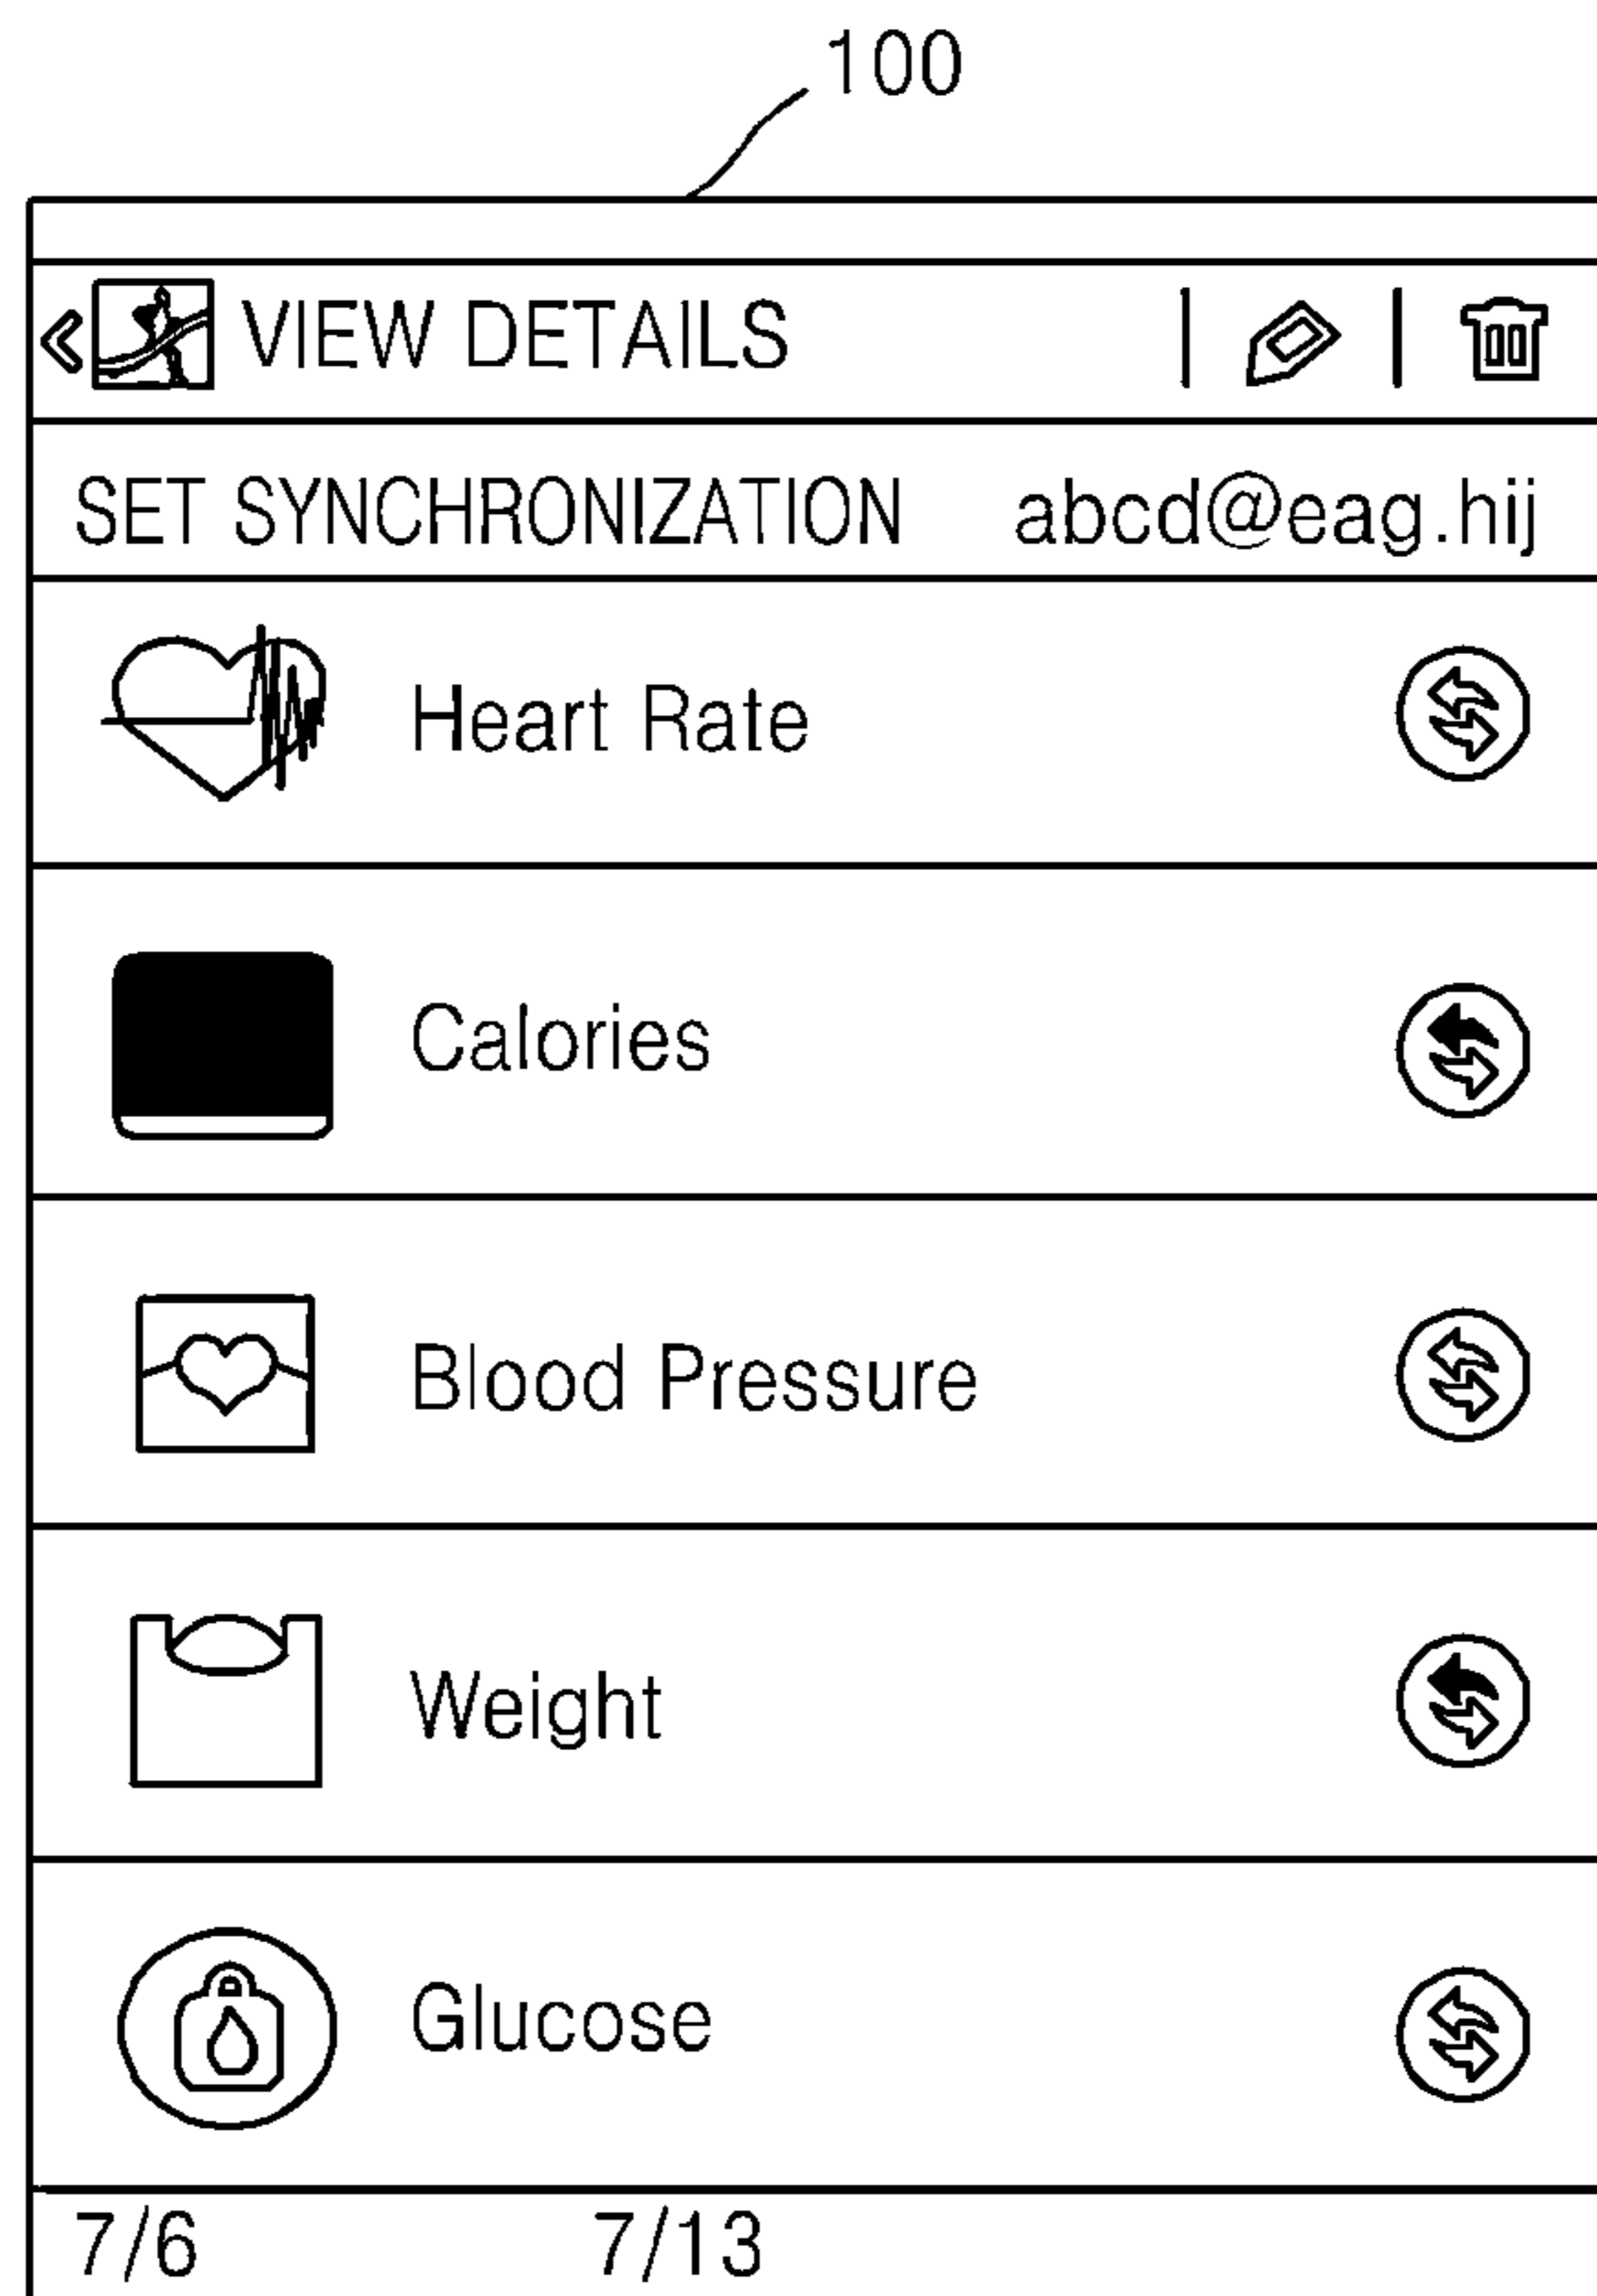 100
VIEW DETAILS
SET SYNCHRONIZATION abcd@eag.hij
Heart Rate
Calories
Blood Pressure
Weight
Glucose
7/6 7/13